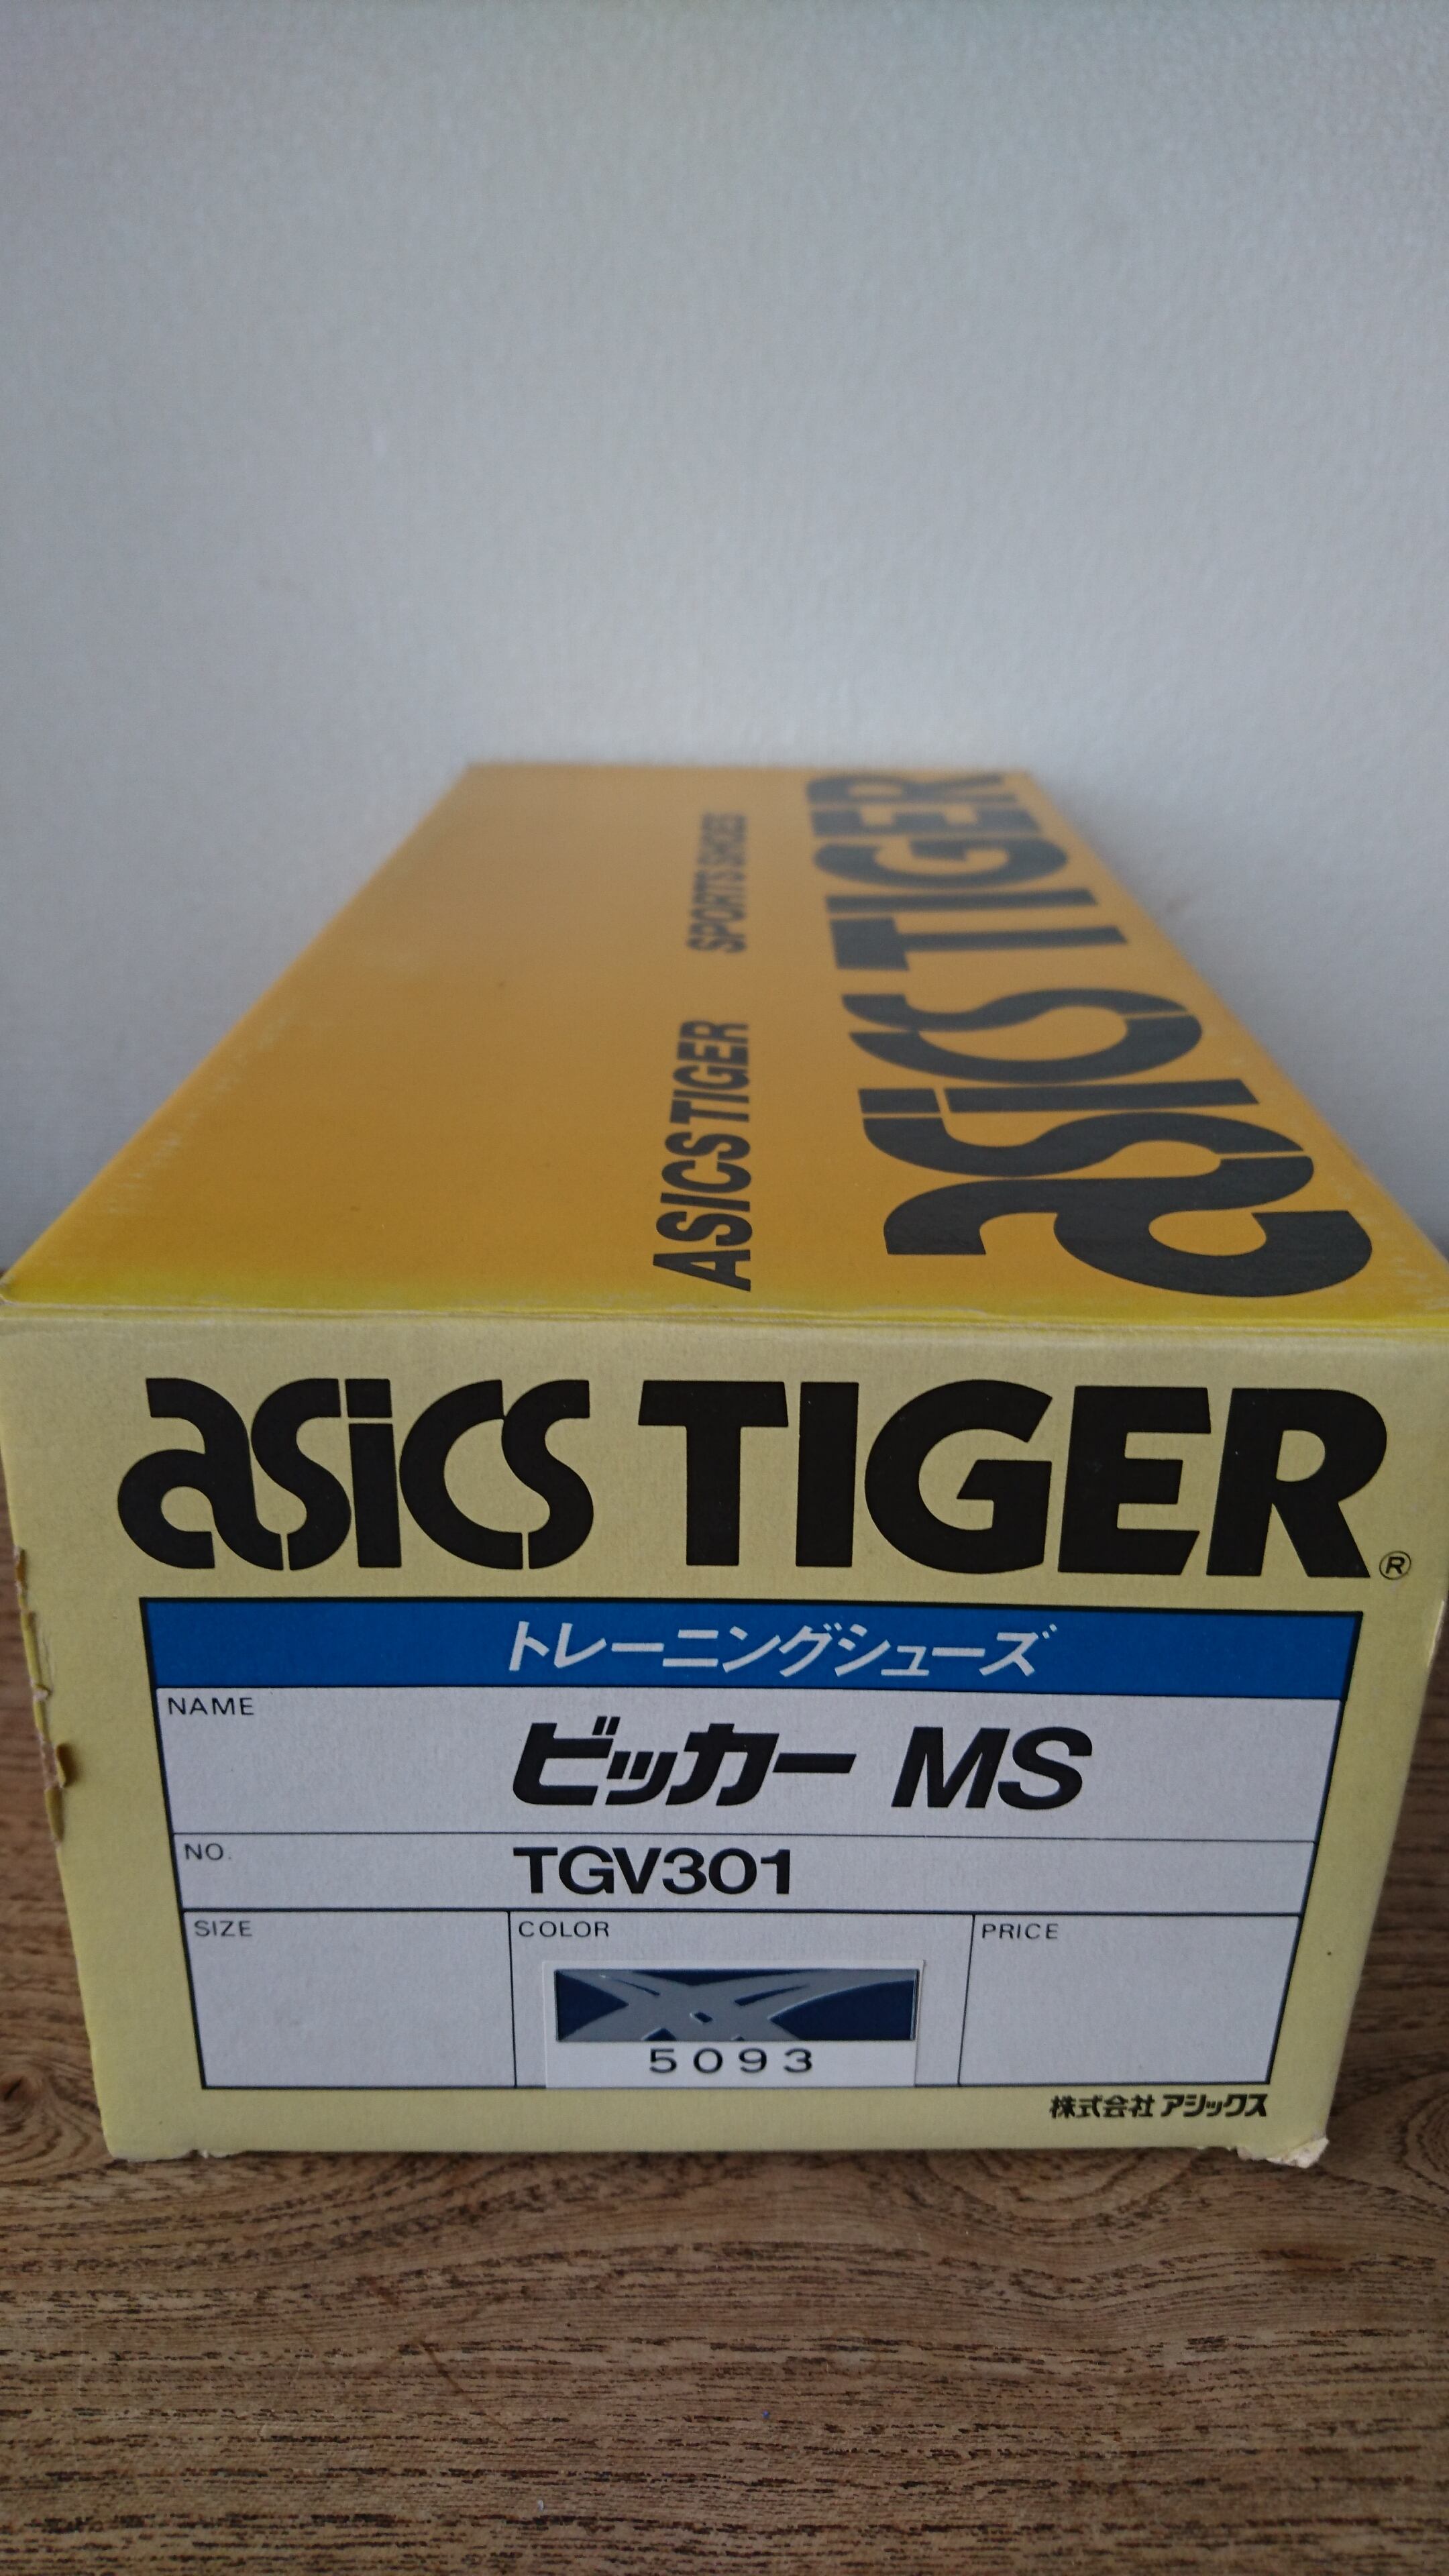 asics TIGER
ASICS TIGER SPORTS SHOES
asics TIGER®
トレーニングシューズ
NAME
ビッカー MS
NO.
TGV301
SIZE
COLOR
PRICE
5093
株式会社 アシックス